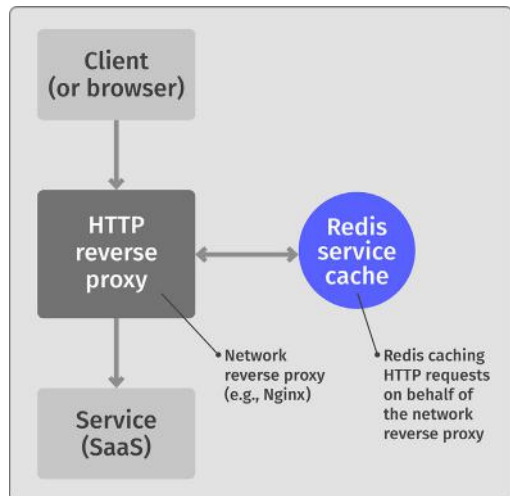 Client
(or browser)
HTTP
reverse
proxy
Redis
service
cache
Network
reverse proxy
(e.g., Nginx)
Redis caching
HTTP requests
on behalf of
the network
reverse proxy
Service
(SaaS)